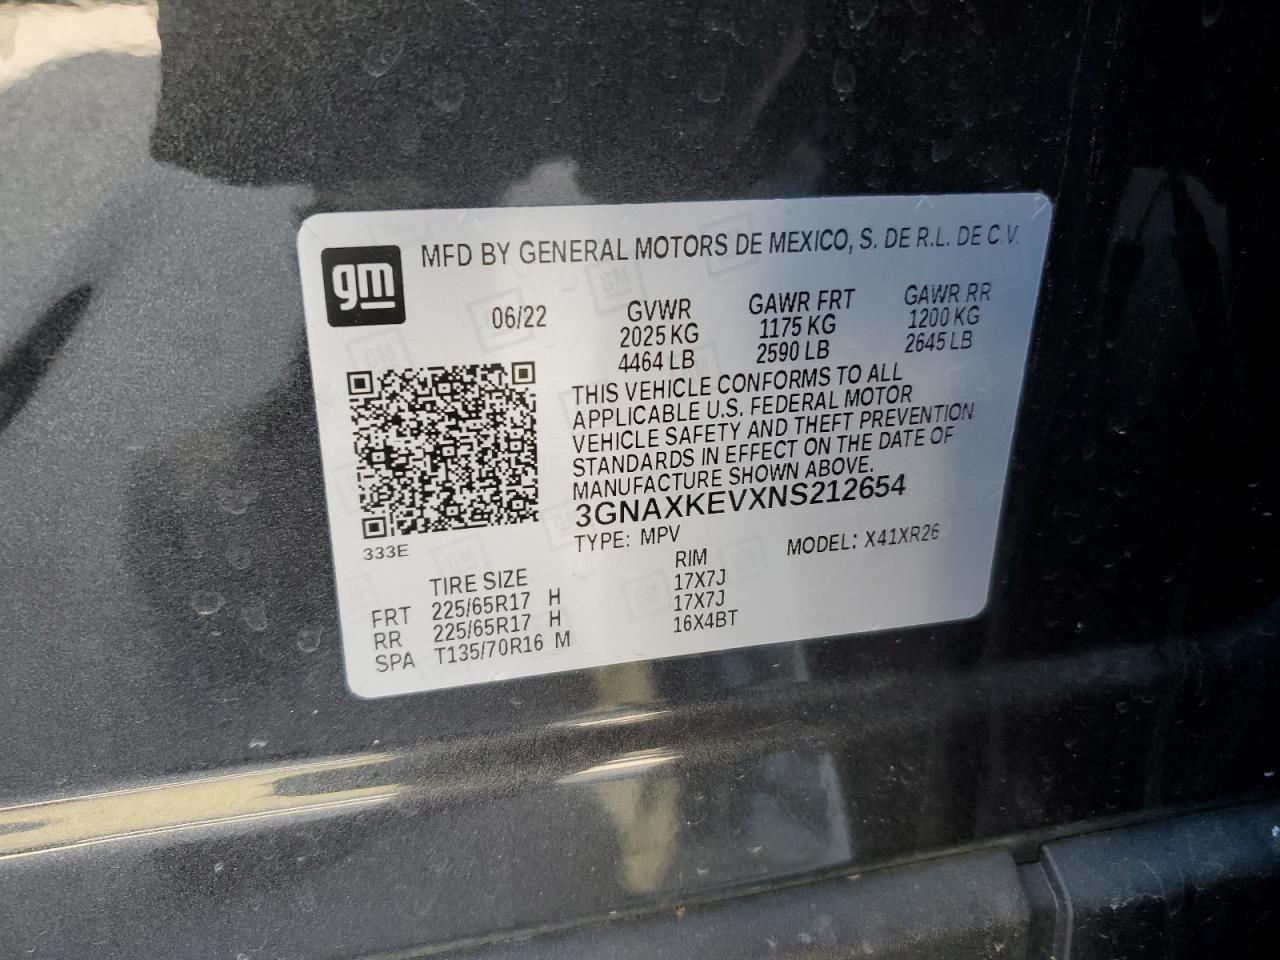 gm
MFD BY GENERAL MOTORS DE MEXICO, S. DE R.L. DE C.V.
06/22 GVWR GAWR FRT GAWR RR
2025 KG 1175 KG 1200 KG
4464 LB 2590 LB 2645 LB
THIS VEHICLE CONFORMS TO ALL
APPLICABLE U.S. FEDERAL MOTOR
VEHICLE SAFETY AND THEFT PREVENTION
STANDARDS IN EFFECT ON THE DATE OF
MANUFACTURE SHOWN ABOVE.
3GNAXKEVXNS212654
333E
TYPE: MPV MODEL: X41XR26
TIRE SIZE RIM
FRT 225/65R17 H 17X7J
RR 225/65R17 H 17X7J
SPA T135/70R16 M 16X4BT